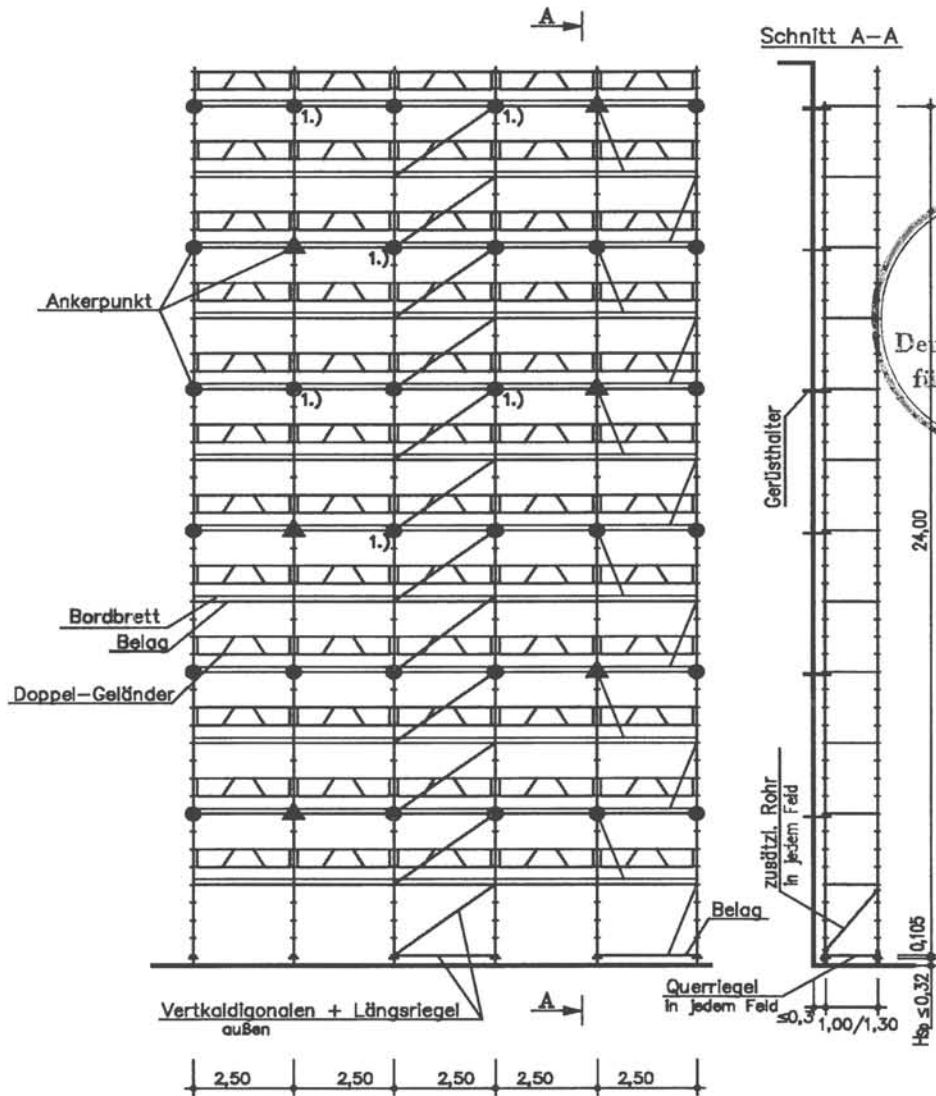 A
Schnitt A-A
1.)
1.)
1.)
Ankerpunkt
1.)
1.)
Gerüsthalter
24,00
1.)
Bordbrett
Belag
Doppel-Geländer
zusätzl. Rohr
in jedem Feld
Belag
0,105
Querriegel
in jedem Feld
Vertkaldigonalen + Längsriegel
außen
A
≤0,3
1,00/1,30
≤0,32
2,50
2,50
2,50
2,50
2,50